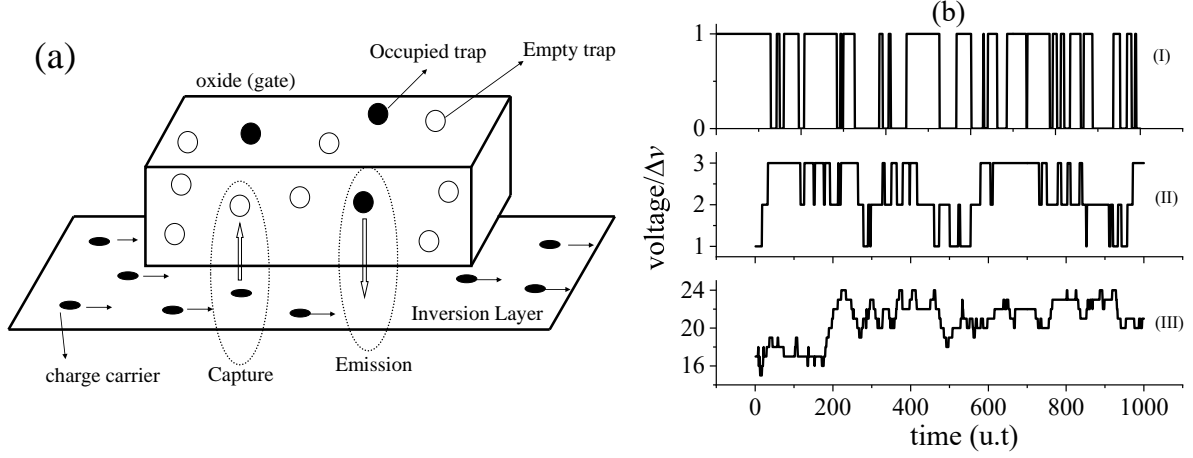 (a)
Occupied trap
Empty trap
oxide (gate)
Inversion Layer
charge carrier
Capture
Emission
(b)
1
0
(I)
3
2
1
(II)
24
20
16
(III)
voltage/Δv
0 200 400 600 800 1000
time (u.t)